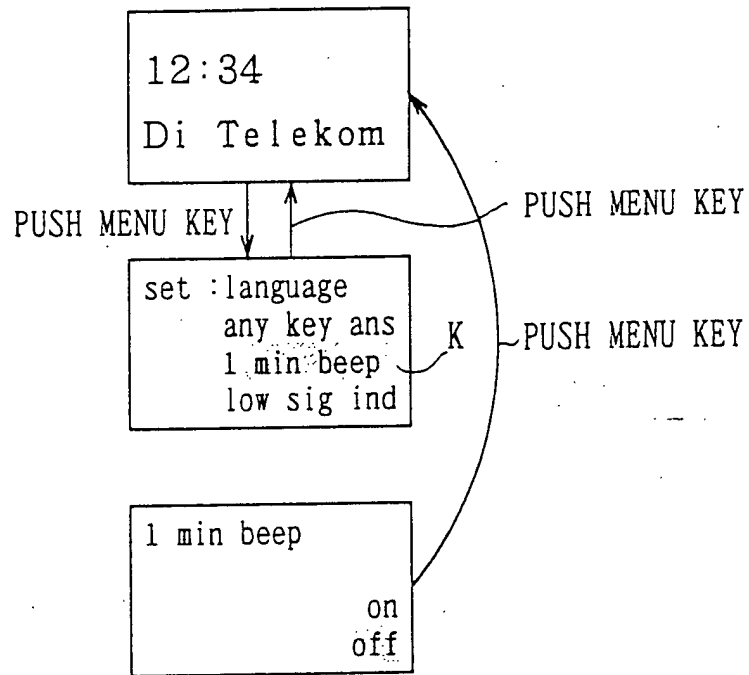 12:34
Di Telekom
PUSH MENU KEY
PUSH MENU KEY
set :language
any key ans
1 min beep
low sig ind
K
PUSH MENU KEY
1 min beep
on
off